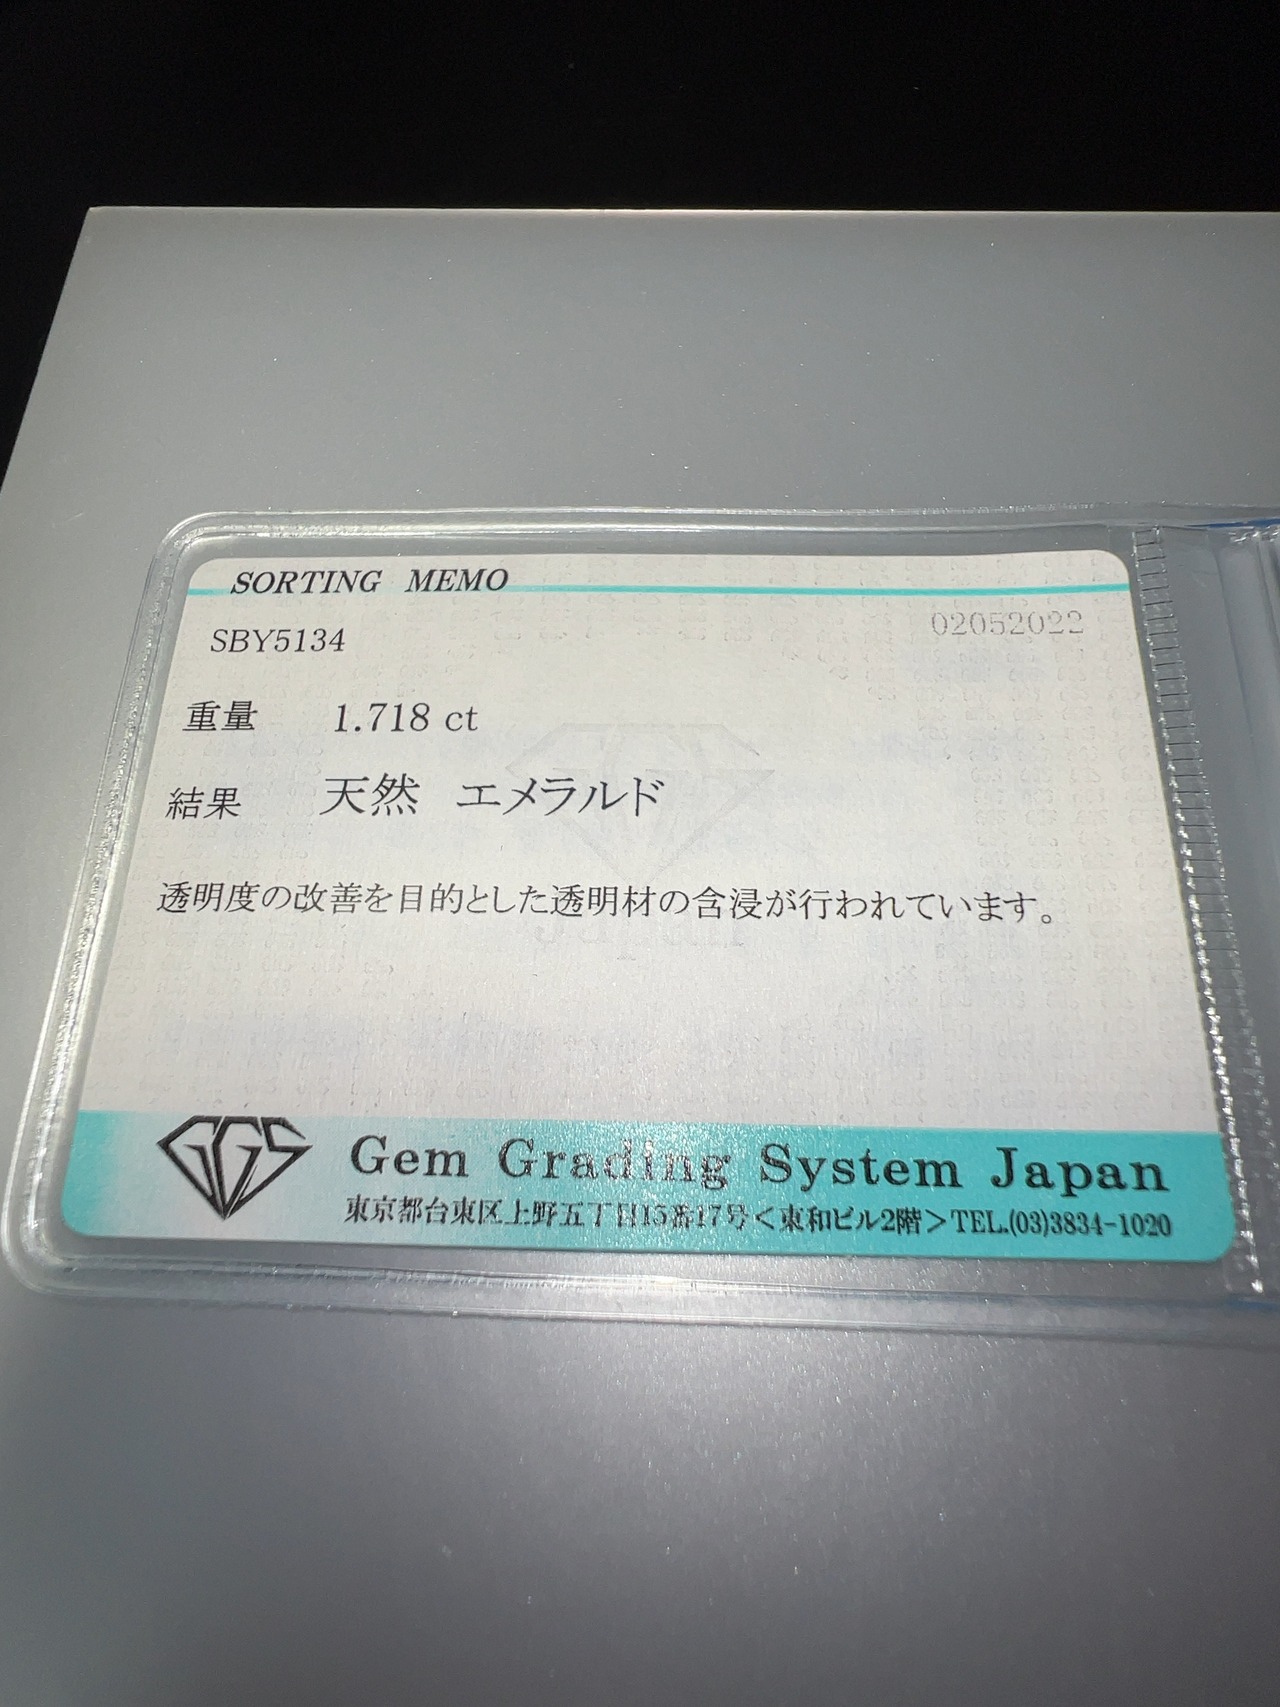 SORTING MEMO
SBY5134
02052022
重量 1.718 ct
結果 天然 エメラルド
透明度の改善を目的とした透明材の含浸が行われています。
GGS
Gem Grading System Japan
東京都台東区上野五丁目15番17号＜東和ビル2階＞TEL.(03)3834-1020